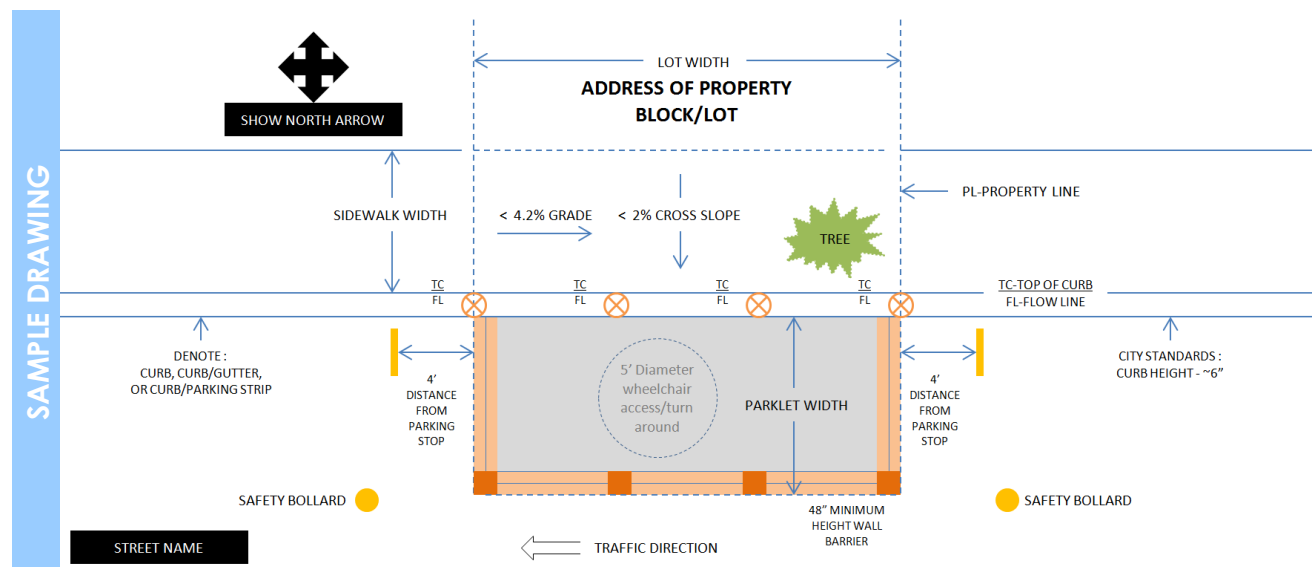 SAMPLE DRAWING
SHOW NORTH ARROW
LOT WIDTH
ADDRESS OF PROPERTY
BLOCK/LOT
SIDEWALK WIDTH
< 4.2% GRADE
< 2% CROSS SLOPE
TREE
PL-PROPERTY LINE
TC
FL
TC
FL
TC
FL
TC
FL
TC-TOP OF CURB
FL-FLOW LINE
DENOTE :
CURB, CURB/GUTTER,
OR CURB/PARKING STRIP
4’
DISTANCE
FROM
PARKING
STOP
5’ Diameter
wheelchair
access/turn
around
PARKLET WIDTH
4’
DISTANCE
FROM
PARKING
STOP
CITY STANDARDS :
CURB HEIGHT - ~6”
SAFETY BOLLARD
48” MINIMUM
HEIGHT WALL
BARRIER
SAFETY BOLLARD
STREET NAME
TRAFFIC DIRECTION